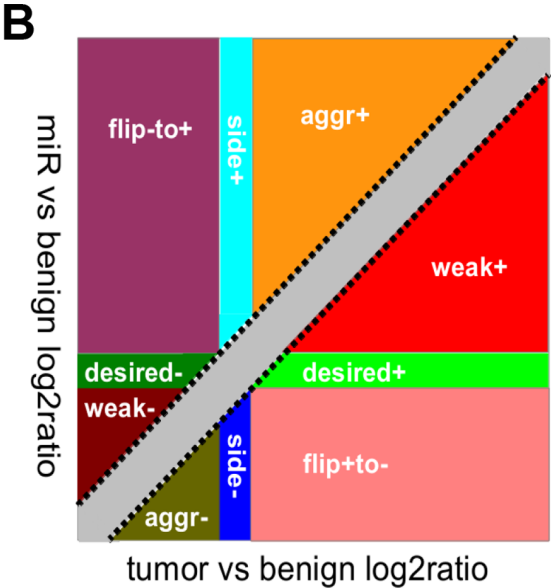 B
flip-to+
side+
aggr+
weak+
desired-
desired+
weak-
side-
flip+to-
aggr-
miR vs benign log2ratio
tumor vs benign log2ratio